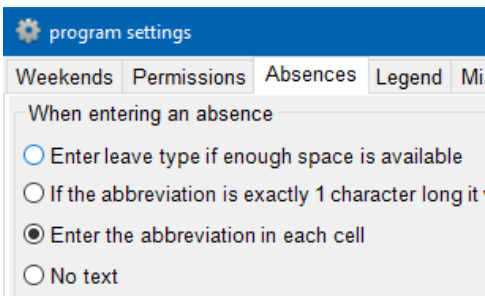 program settings
Weekends Permissions Absences Legend
When entering an absence
Enter leave type if enough space is available
If the abbreviation is exactly 1 character long it
Enter the abbreviation in each cell
No text